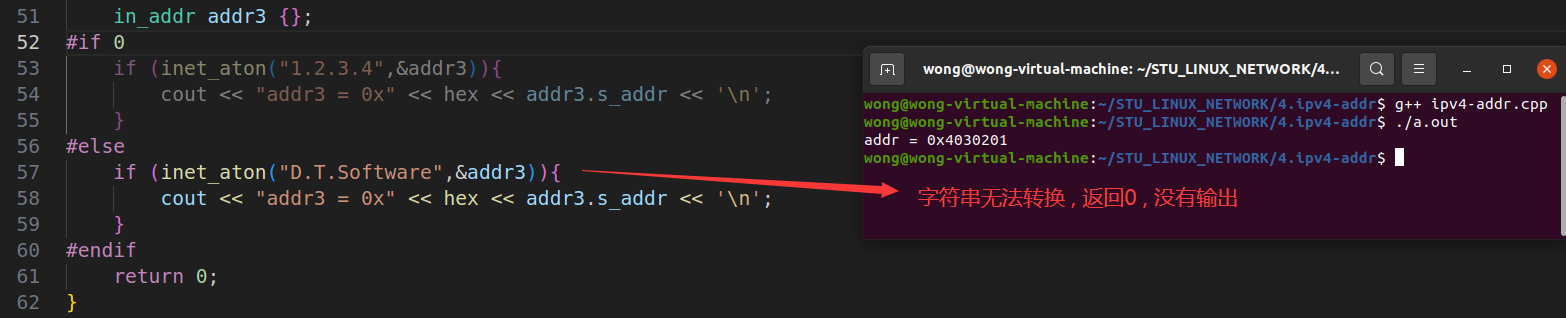 51 in_addr addr3 {};
52 #if 0
53 if (inet_aton("1.2.3.4",&addr3)){
54 cout << "addr3 = 0x" << hex << addr3.s_addr << '\n';
55 }
56 #else
57 if (inet_aton("D.T.Software",&addr3)){
58 cout << "addr3 = 0x" << hex << addr3.s_addr << '\n';
59 }
60 #endif
61 return 0;
62 }
wong@wong-virtual-machine: ~/STU_LINUX_NETWORK/4....
wong@wong-virtual-machine:~/STU_LINUX_NETWORK/4.ipv4-addr$ g++ ipv4-addr.cpp
wong@wong-virtual-machine:~/STU_LINUX_NETWORK/4.ipv4-addr$ ./a.out
addr = 0x4030201
wong@wong-virtual-machine:~/STU_LINUX_NETWORK/4.ipv4-addr$
字符串无法转换,返回0,没有输出